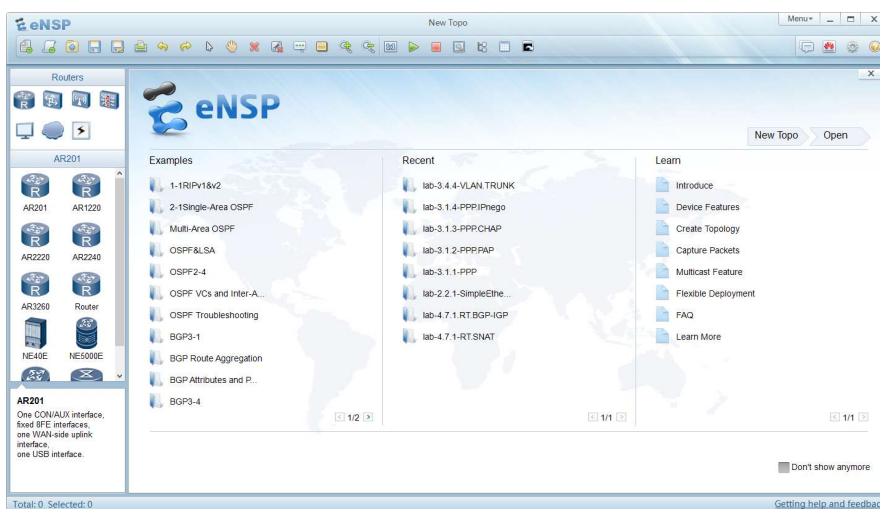 eNSP
New Topo
Menu
Routers
AR201
AR201
AR1220
AR2220
AR2240
AR3260
Router
NE40E
NE5000E
AR201
One CON/AUX interface,
fixed 8FE interfaces,
one WAN-side uplink
interface,
one USB interface.
Total: 0 Selected: 0
eNSP
New Topo
Open
Examples
1-1RIPv1&v2
2-1Single-Area OSPF
Multi-Area OSPF
OSPF&LSA
OSPF2-4
OSPF VCs and Inter-A...
OSPF Troubleshooting
BGP3-1
BGP Route Aggregation
BGP Attributes and P...
BGP3-4
1/2
Recent
lab-3.4.4-VLAN.TRUNK
lab-3.1.4-PPP.IPnego
lab-3.1.3-PPP.CHAP
lab-3.1.2-PPP.PAP
lab-3.1.1-PPP
lab-2.2.1-SimpleEthe...
lab-4.7.1.RT.BGP-IGP
lab-4.7.1-RT.SNAT
1/1
Learn
Introduce
Device Features
Create Topology
Capture Packets
Multicast Feature
Flexible Deployment
FAQ
Learn More
1/1
Don't show anymore
Getting help and feedbac